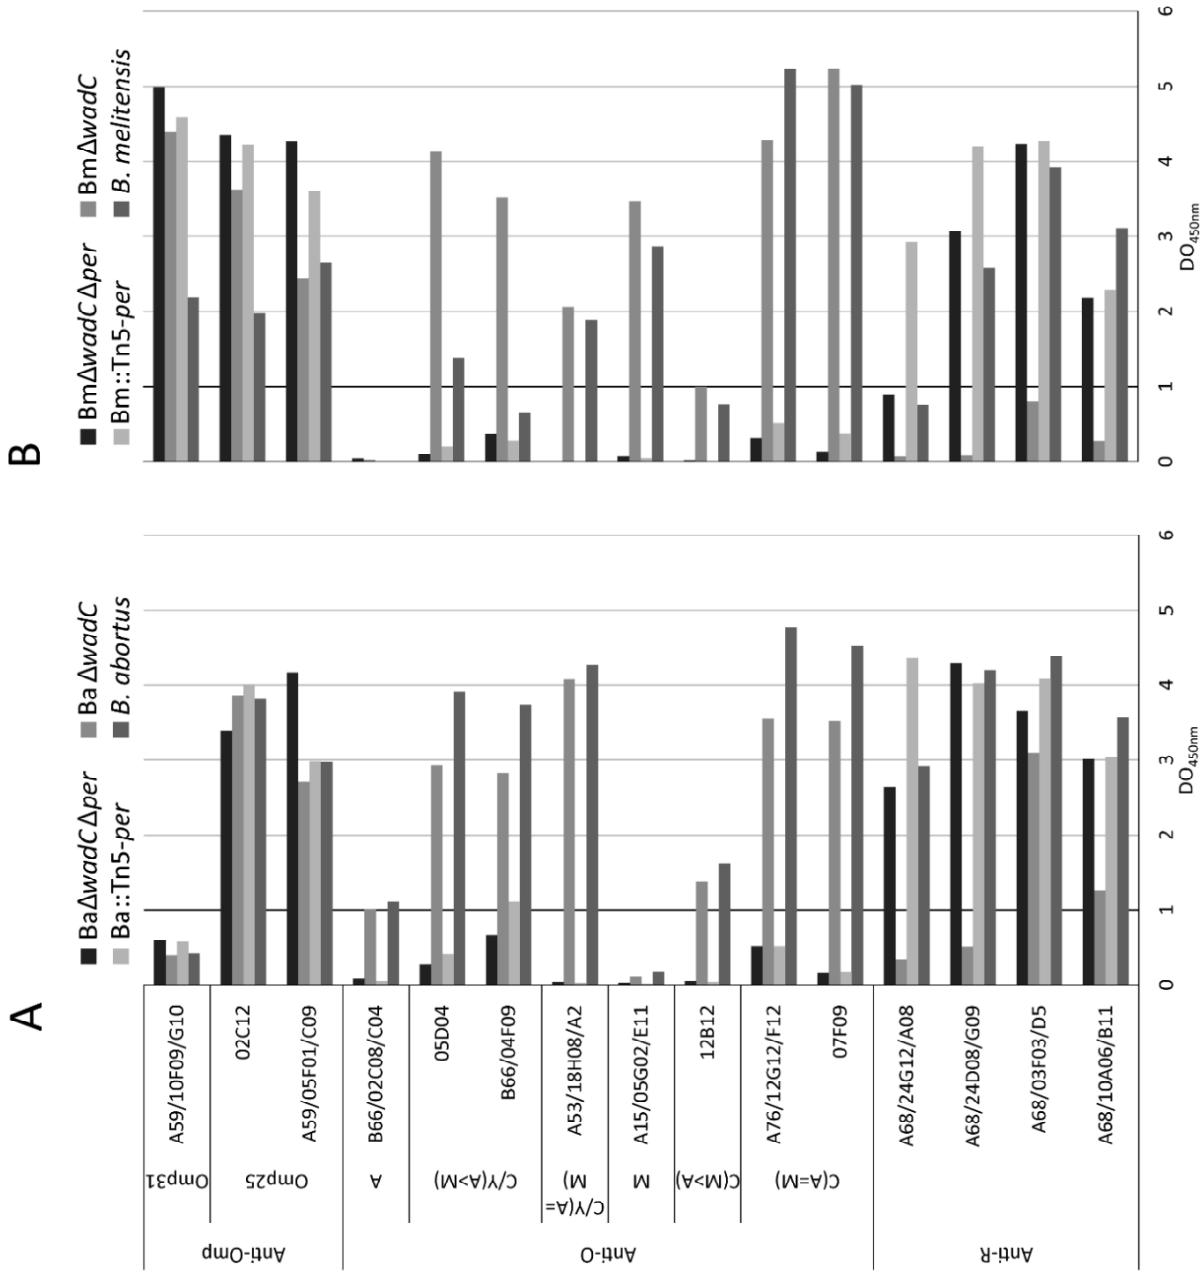 A
BaΔwadCΔper
Ba ΔwadC
Ba::Tn5-per
B. abortus
B
BmΔwadCΔper
BmΔwadC
Bm::Tn5-per
B. melitensis
Anti-Omp
Omp31
A59/10F09/G10
Omp25
02C12
A59/05F01/C09
Anti-O
A
B66/02C08/C04
C/Y(A>M)
05D04
B66/04F09
C/Y(A=
M)
A53/18H08/A2
M
A15/05G02/E11
C(M>A)
12B12
C(A=M)
A76/12G12/F12
07F09
Anti-R
A68/24G12/A08
A68/24D08/G09
A68/03F03/D5
A68/10A06/B11
0 1 2 3 4 5 6
DO450nm
0 1 2 3 4 5 6
DO450nm